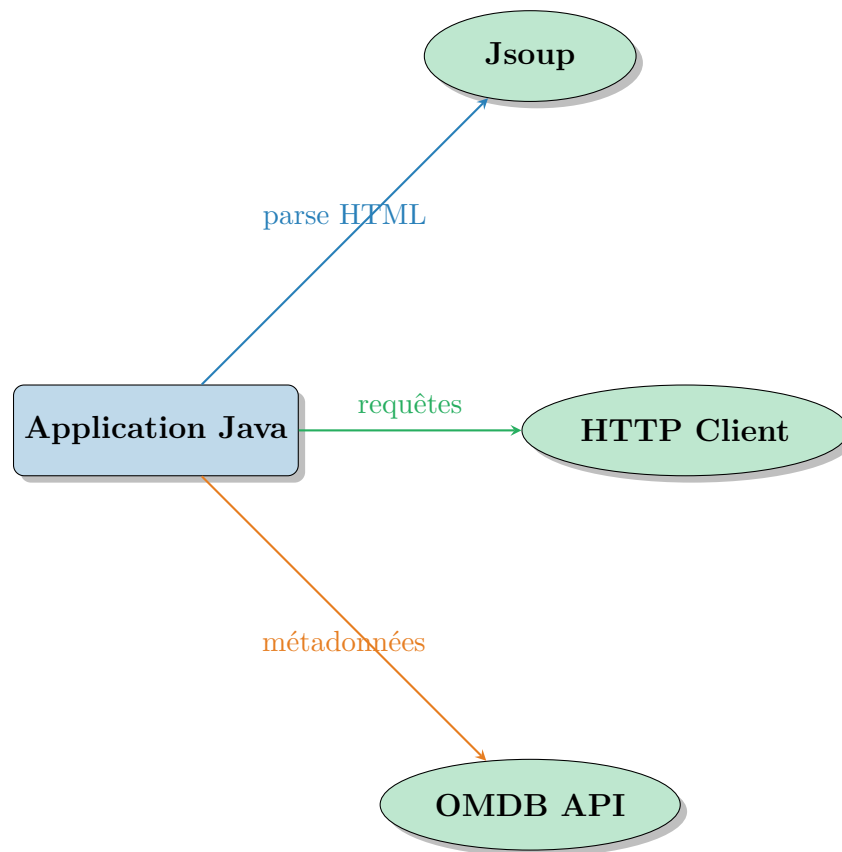 Jsoup
parse HTML
requêtes
Application Java
HTTP Client
métadonnées
OMDB API